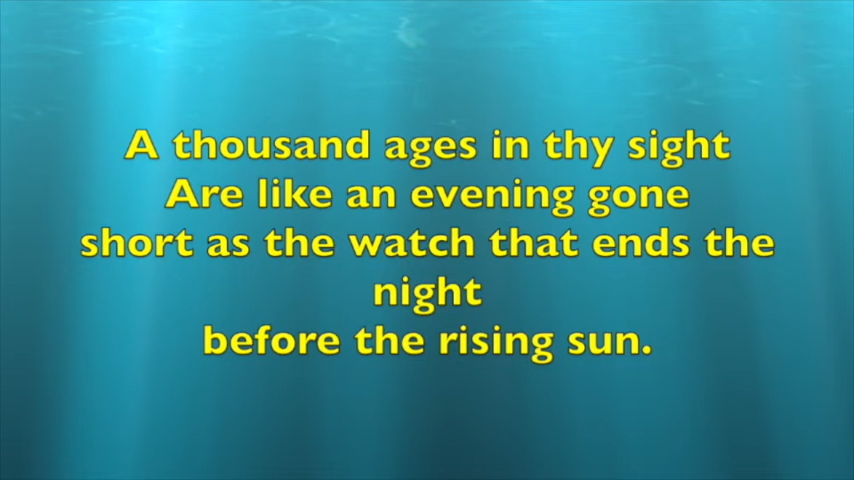 A thousand ages in thy sight
Are like an evening gone
short as the watch that ends the
night
before the rising sun.